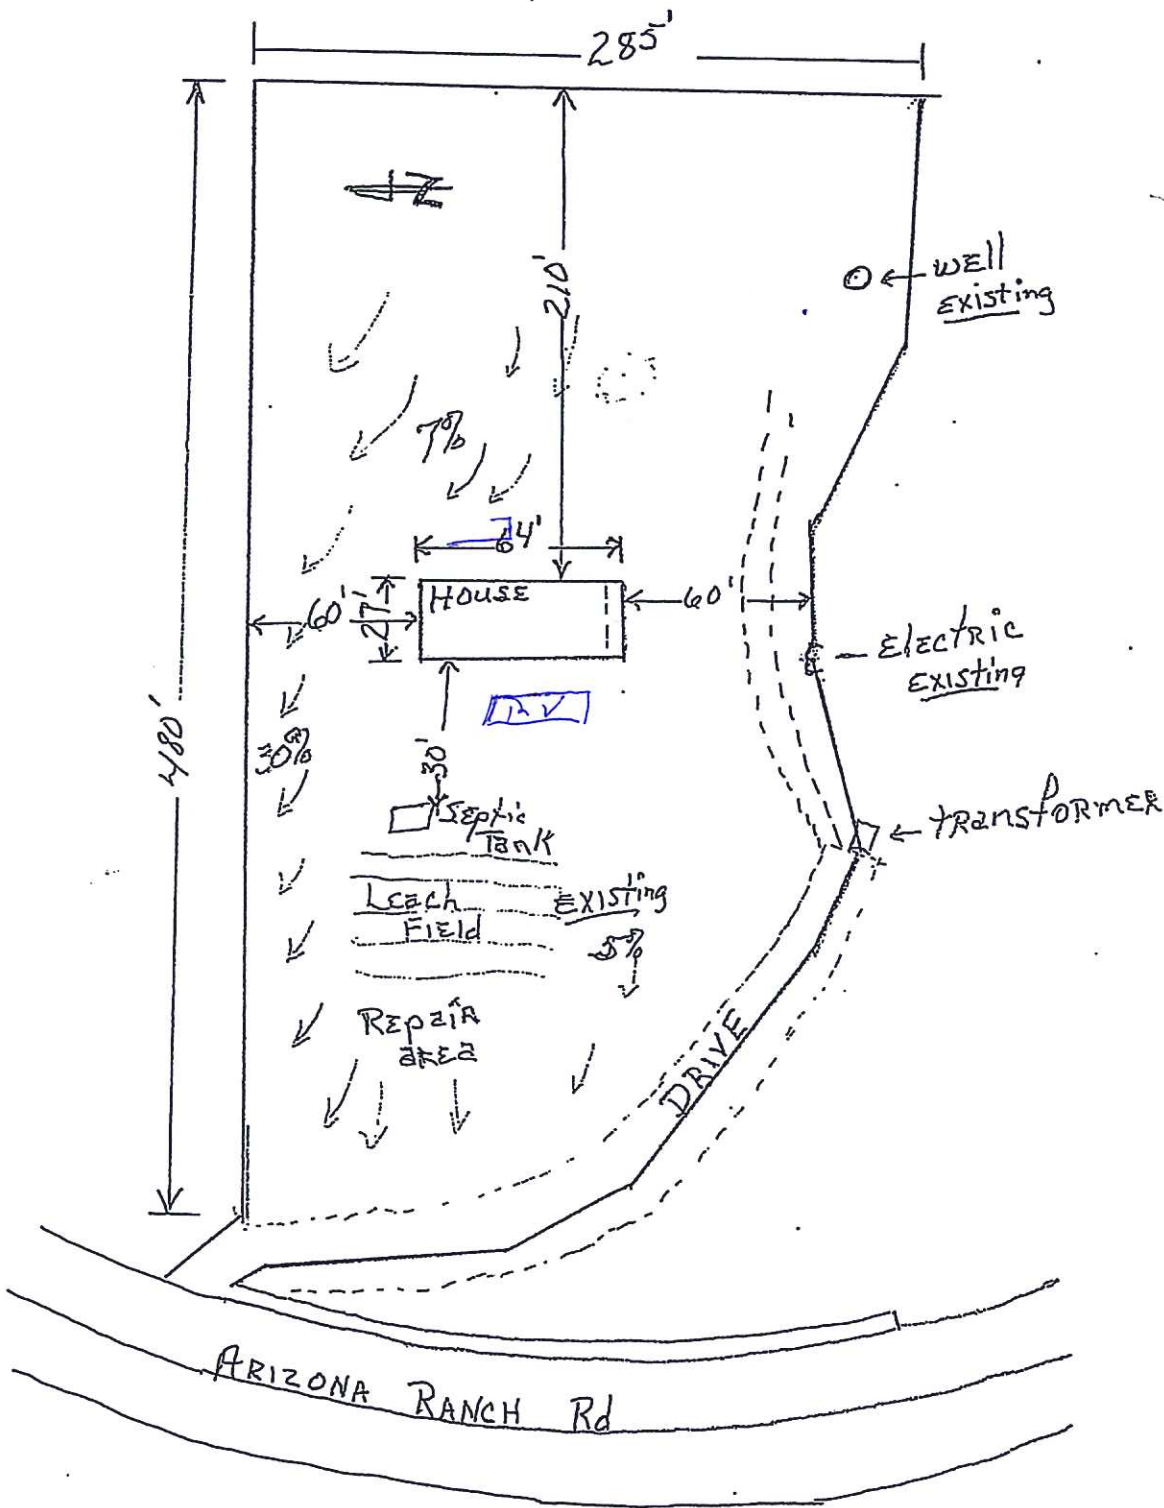 285'
N
210'
480'
WELL
EXISTING
7%
64'
60'
27'
HOUSE
60'
ELECTRIC
EXISTING
RV
30%
30'
SEPTIC
TANK
TRANSFORMER
LEACH
FIELD
EXISTING
5%
REPAIR
AREA
DRIVE
ARIZONA RANCH Rd